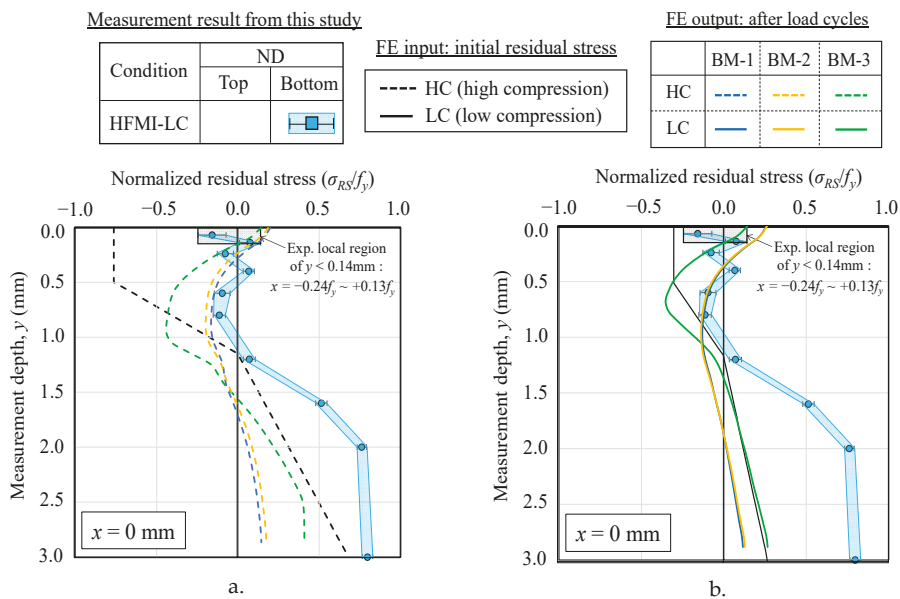 Measurement result from this study
Condition
ND
Top
Bottom
HFMI-LC
FE input: initial residual stress
HC (high compression)
LC (low compression)
FE output: after load cycles
BM-1
BM-2
BM-3
HC
LC
Normalized residual stress (σRS/fy)
−1.0
−0.5
0.0
0.5
1.0
Measurement depth, y (mm)
0.0
0.5
1.0
1.5
2.0
2.5
3.0
Exp. local region
of y < 0.14mm :
x = −0.24fy ~ +0.13fy
x = 0 mm
a.
Normalized residual stress (σRS/fy)
−1.0
−0.5
0.0
0.5
1.0
Measurement depth, y (mm)
0.0
0.5
1.0
1.5
2.0
2.5
3.0
Exp. local region
of y < 0.14mm :
x = −0.24fy ~ +0.13fy
x = 0 mm
b.